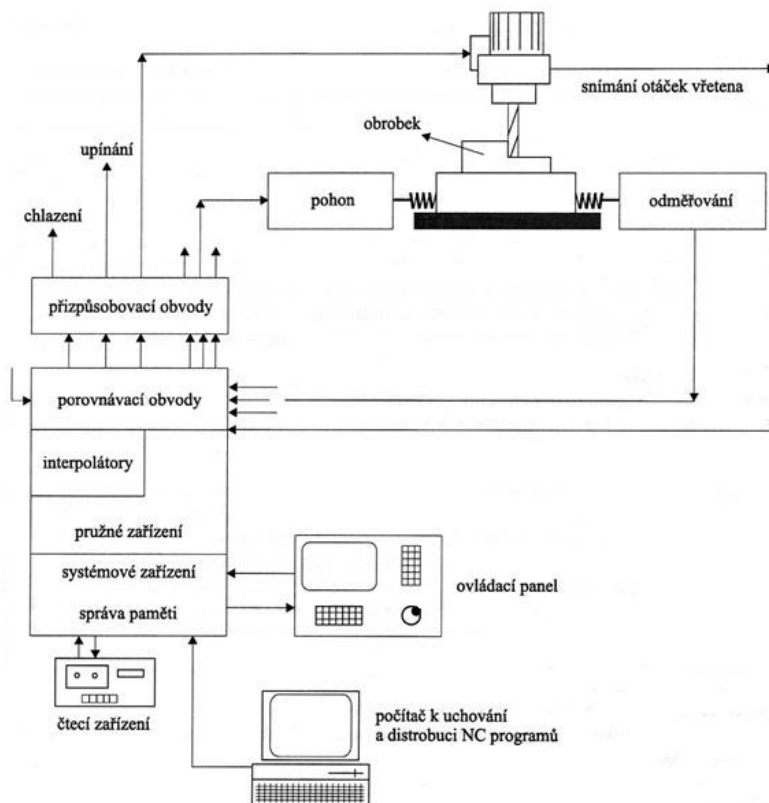 snímání otáček vřetena
obrobek
upínání
chlazení
pohon
odměřování
přizpůsobovací obvody
porovnávací obvody
interpolátory
pružné zařízení
systémové zařízení
správa paměti
ovládací panel
čtecí zařízení
počítač k uchování
a distrobuci NC programů